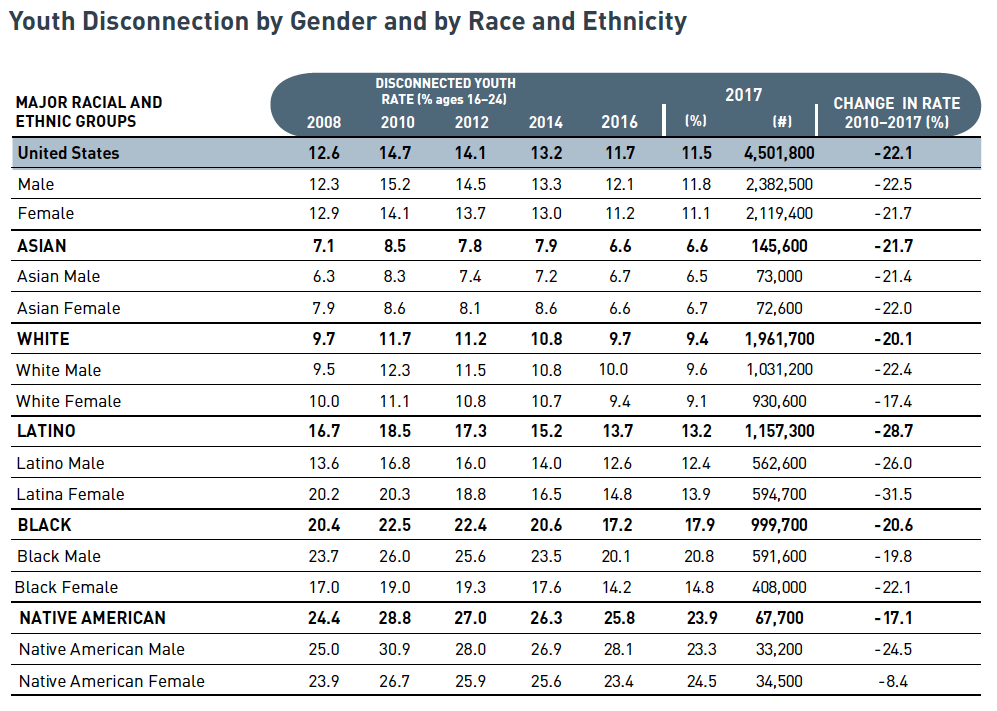 Youth Disconnection by Gender and by Race and Ethnicity
MAJOR RACIAL AND
ETHNIC GROUPS
DISCONNECTED YOUTH
RATE (% ages 16–24)
2017
CHANGE IN RATE
2010–2017 (%)
2008 2010 2012 2014 2016 (%) (#)
United States 12.6 14.7 14.1 13.2 11.7 11.5 4,501,800 -22.1
Male 12.3 15.2 14.5 13.3 12.1 11.8 2,382,500 -22.5
Female 12.9 14.1 13.7 13.0 11.2 11.1 2,119,400 -21.7
ASIAN 7.1 8.5 7.8 7.9 6.6 6.6 145,600 -21.7
Asian Male 6.3 8.3 7.4 7.2 6.7 6.5 73,000 -21.4
Asian Female 7.9 8.6 8.1 8.6 6.6 6.7 72,600 -22.0
WHITE 9.7 11.7 11.2 10.8 9.7 9.4 1,961,700 -20.1
White Male 9.5 12.3 11.5 10.8 10.0 9.6 1,031,200 -22.4
White Female 10.0 11.1 10.8 10.7 9.4 9.1 930,600 -17.4
LATINO 16.7 18.5 17.3 15.2 13.7 13.2 1,157,300 -28.7
Latino Male 13.6 16.8 16.0 14.0 12.6 12.4 562,600 -26.0
Latina Female 20.2 20.3 18.8 16.5 14.8 13.9 594,700 -31.5
BLACK 20.4 22.5 22.4 20.6 17.2 17.9 999,700 -20.6
Black Male 23.7 26.0 25.6 23.5 20.1 20.8 591,600 -19.8
Black Female 17.0 19.0 19.3 17.6 14.2 14.8 408,000 -22.1
NATIVE AMERICAN 24.4 28.8 27.0 26.3 25.8 23.9 67,700 -17.1
Native American Male 25.0 30.9 28.0 26.9 28.1 23.3 33,200 -24.5
Native American Female 23.9 26.7 25.9 25.6 23.4 24.5 34,500 -8.4